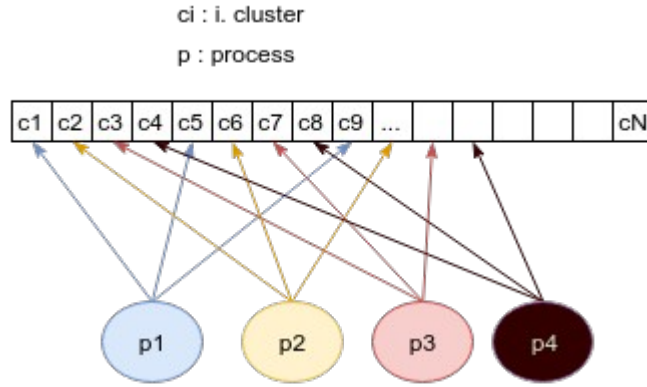 ci : i. cluster
p : process
c1 c2 c3 c4 c5 c6 c7 c8 c9 ... cN
p1 p2 p3 p4